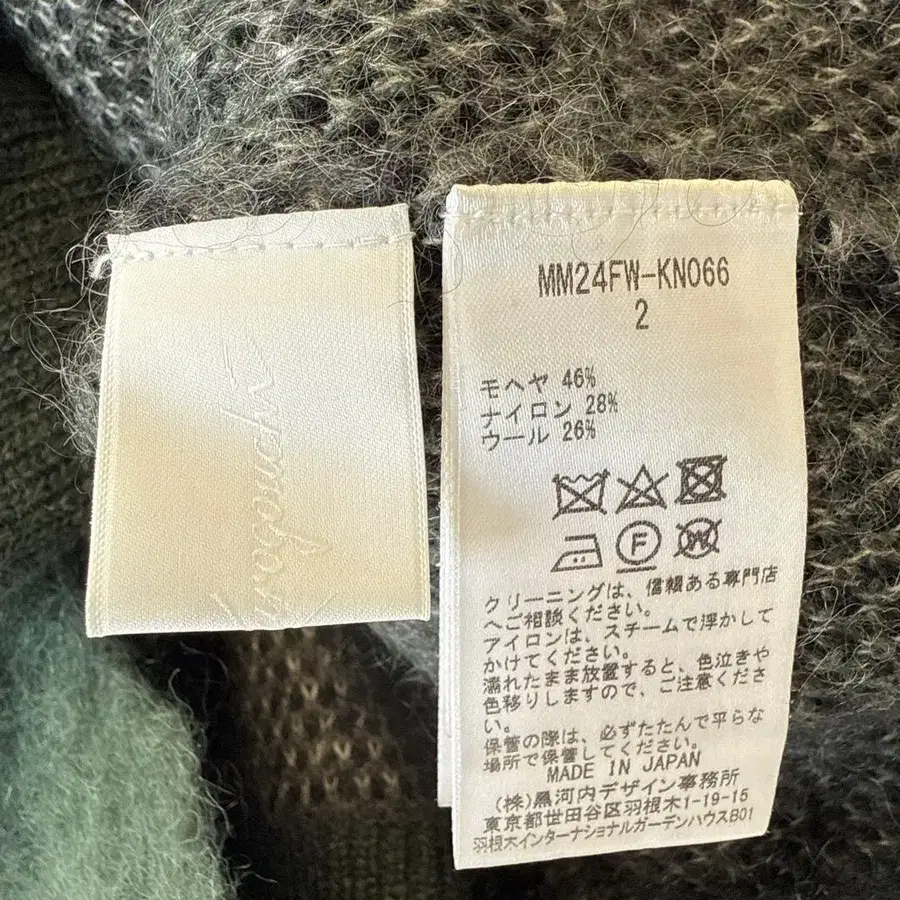 MM24FW-KN066
2
モヘヤ 46%
ナイロン 28%
ウール 26%
F
W
クリーニングは、信頼ある専門店
へご相談ください。
アイロンは、スチームで浮かして
かけてください。
濡れたまま放置すると、色泣きや
色移りしますので、ご注意くださ
い。
保管の際は、必ずたたんで平らな
場所で保管してください。
MADE IN JAPAN
(株)黒河内デザイン事務所
東京都世田谷区羽根木1-19-15
羽根木インターナショナルガーデンハウスB01